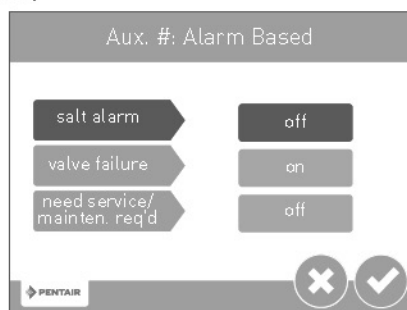 Aux. #: Alarm Based
salt alarm
off
valve failure
on
need service/
mainten. req'd
off
PENTAIR